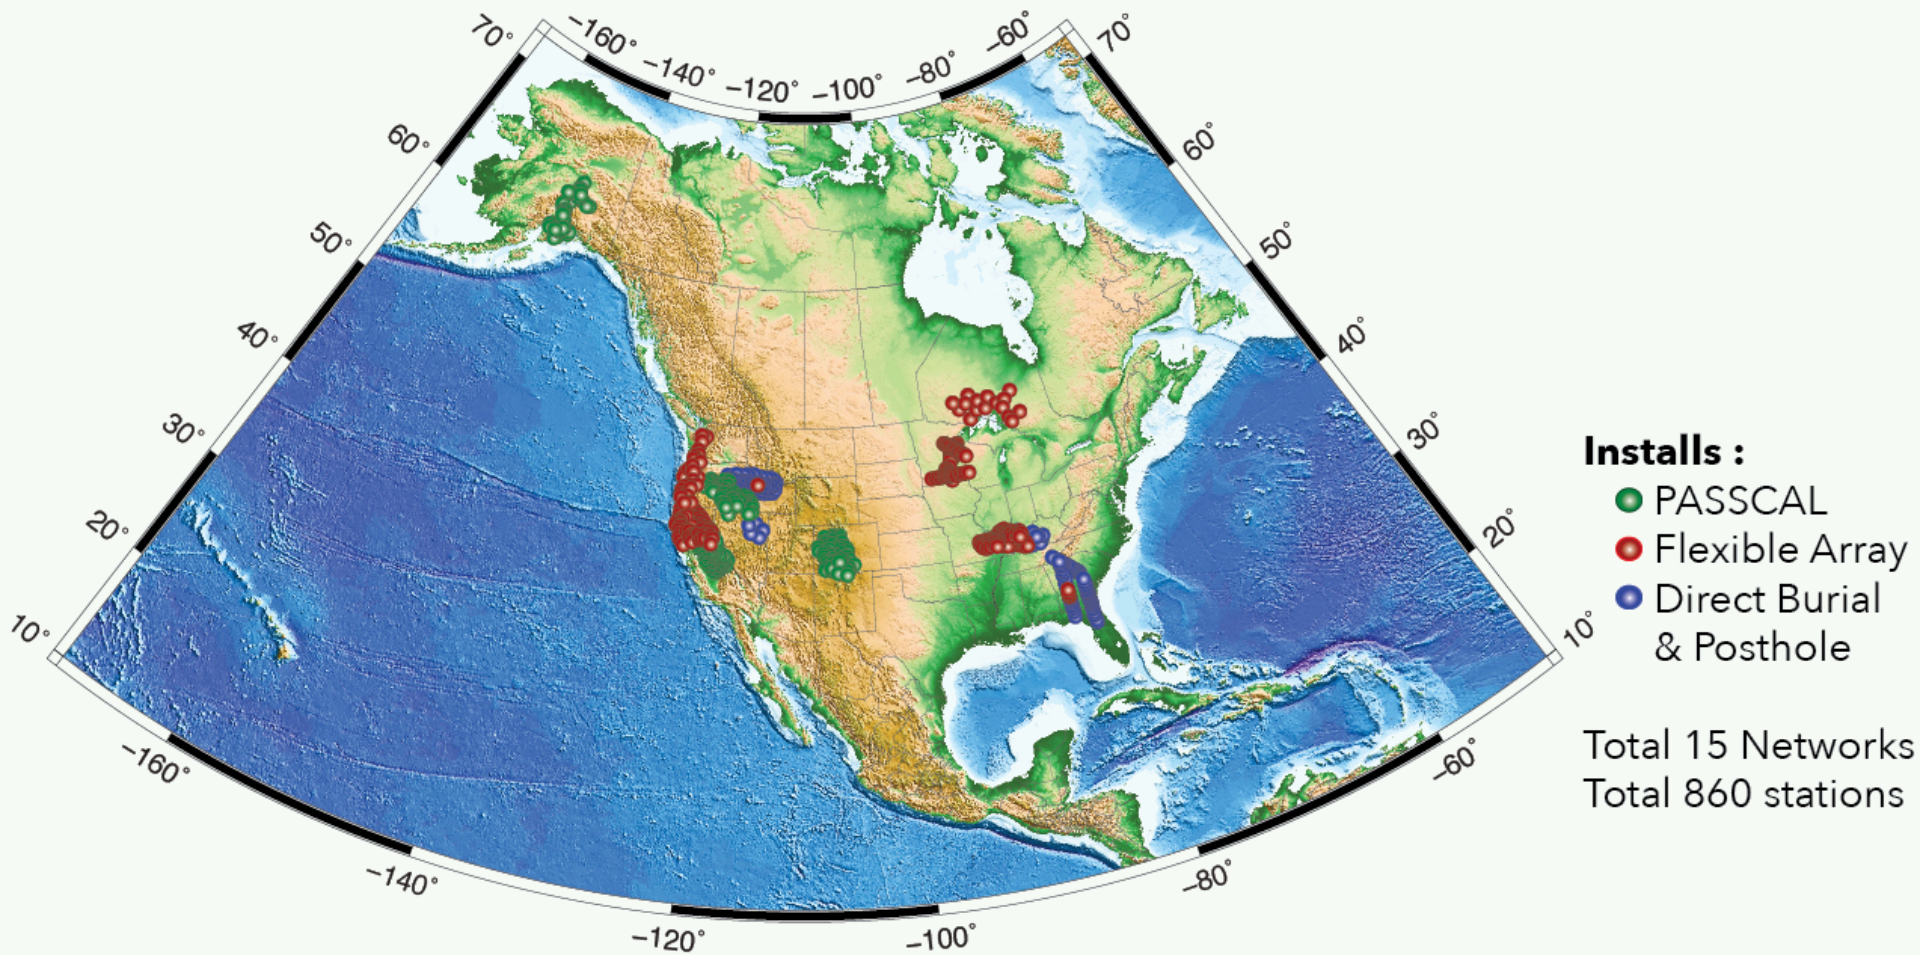 −160° −140° −120° −100° −80° −60°
70° 70°
60° 60°
50° 50°
40° 40°
30° 30°
20° 20°
10° 10°
−160° −140° −120° −100° −80° −60°
Installs :
PASSCAL
Flexible Array
Direct Burial
& Posthole
Total 15 Networks
Total 860 stations